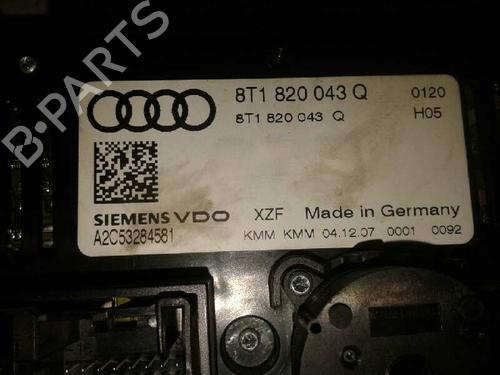 B-PARTS
8T1 820 043 Q 0120
8T1 820 043 Q H05
SIEMENS VDO XZF Made in Germany
A2C53284581 KMM KMM 04.12.07 0001 0092